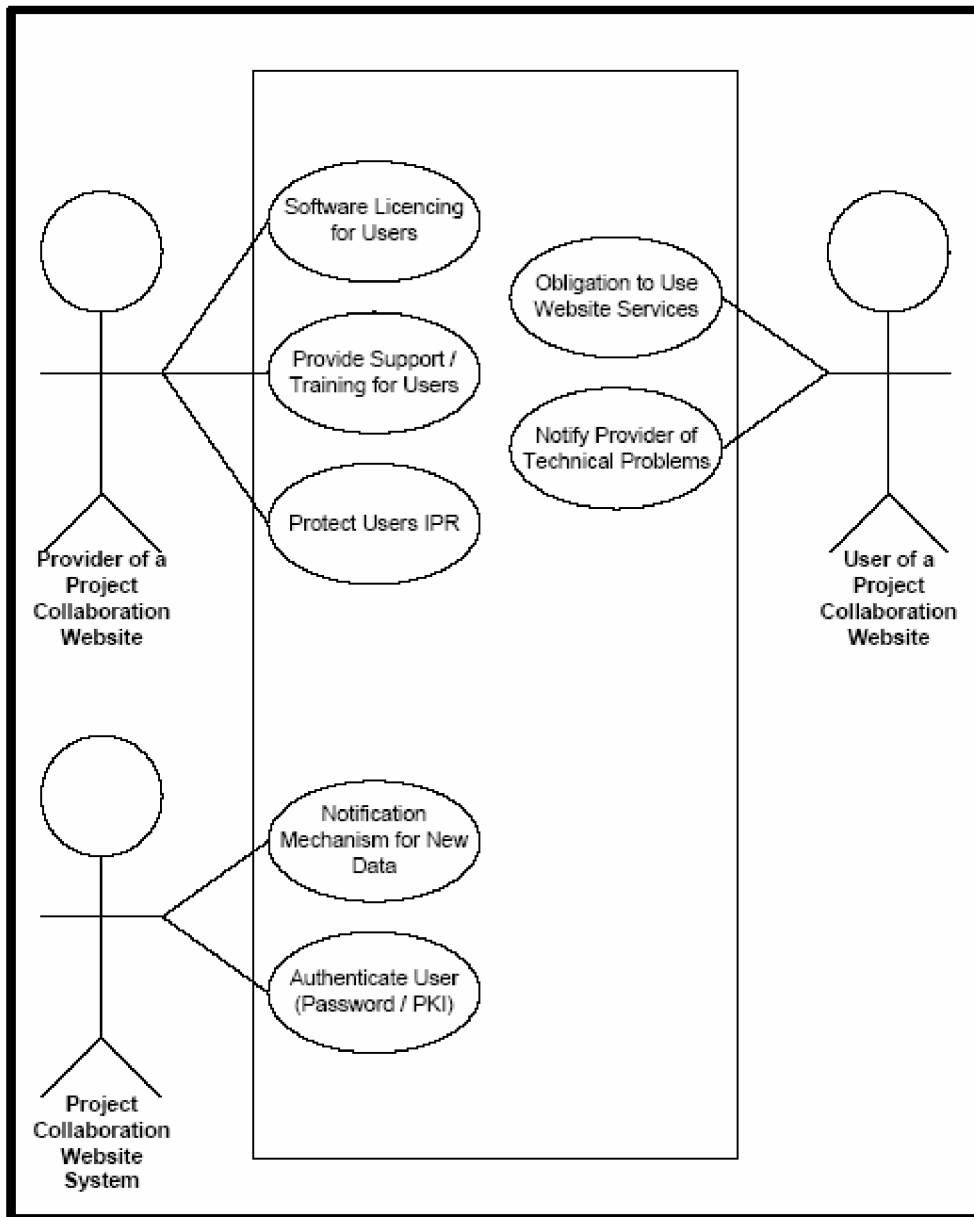 Software Licencing
for Users
Provide Support /
Training for Users
Protect Users IPR
Provider of a
Project
Collaboration
Website
Obligation to Use
Website Services
Notify Provider of
Technical Problems
User of a
Project
Collaboration
Website
Notification
Mechanism for New
Data
Authenticate User
(Password / PKI)
Project
Collaboration
Website
System